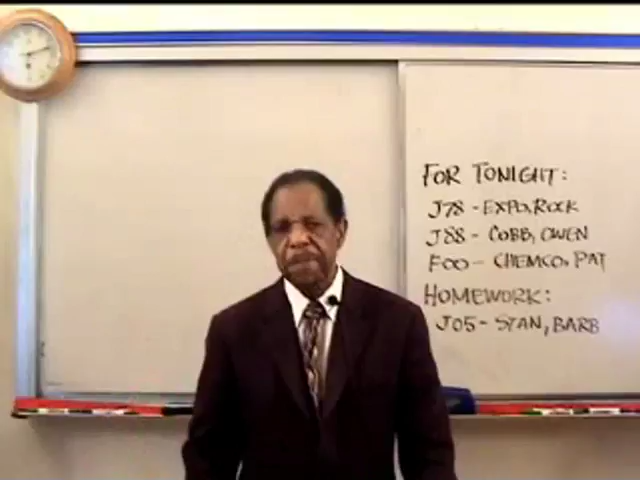 FOR TONIGHT:
J78 - EXPO, ROCK
J88 - COBB, OWEN
F00 - CHEMCO, PAT
HOMEWORK:
J05 - STAN, BARB